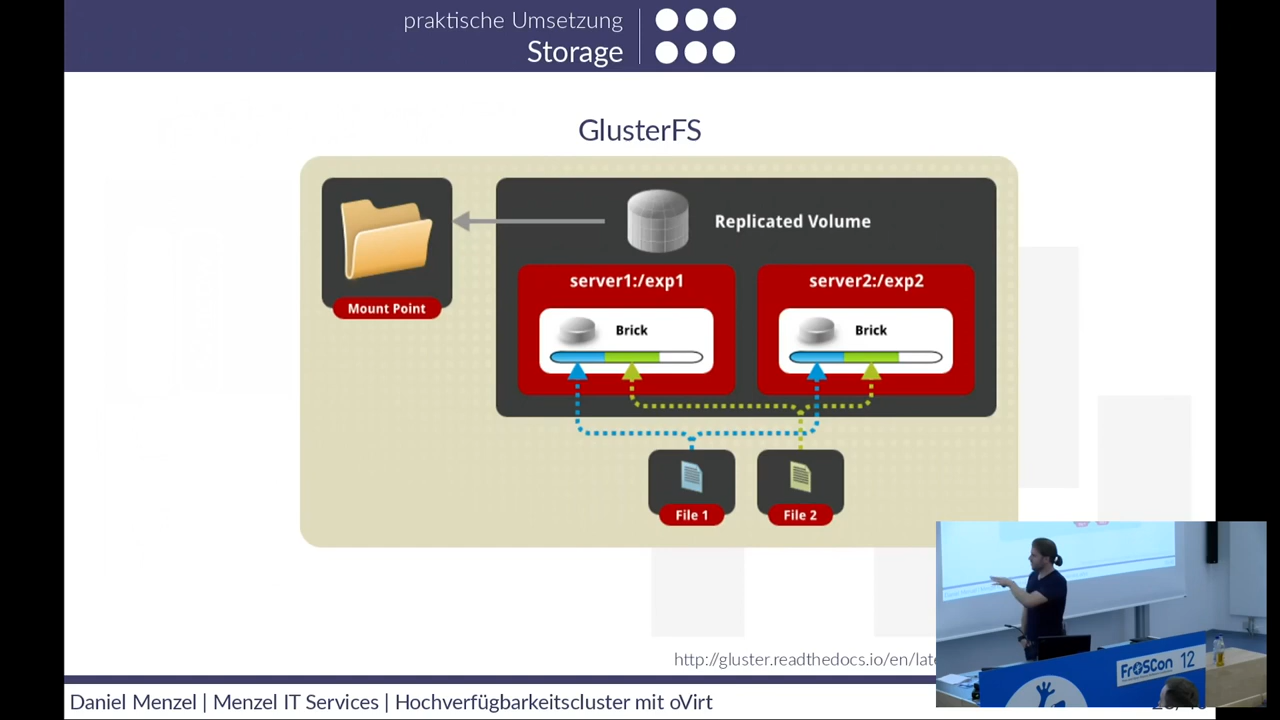 praktische Umsetzung
Storage
GlusterFS
Replicated Volume
server1:/exp1
server2:/exp2
Brick
Brick
Mount Point
File 1
File 2
http://gluster.readthedocs.io/en/late
FrOSCon 12
Daniel Menzel | Menzel IT Services | Hochverfügbarkeitscluster mit oVirt